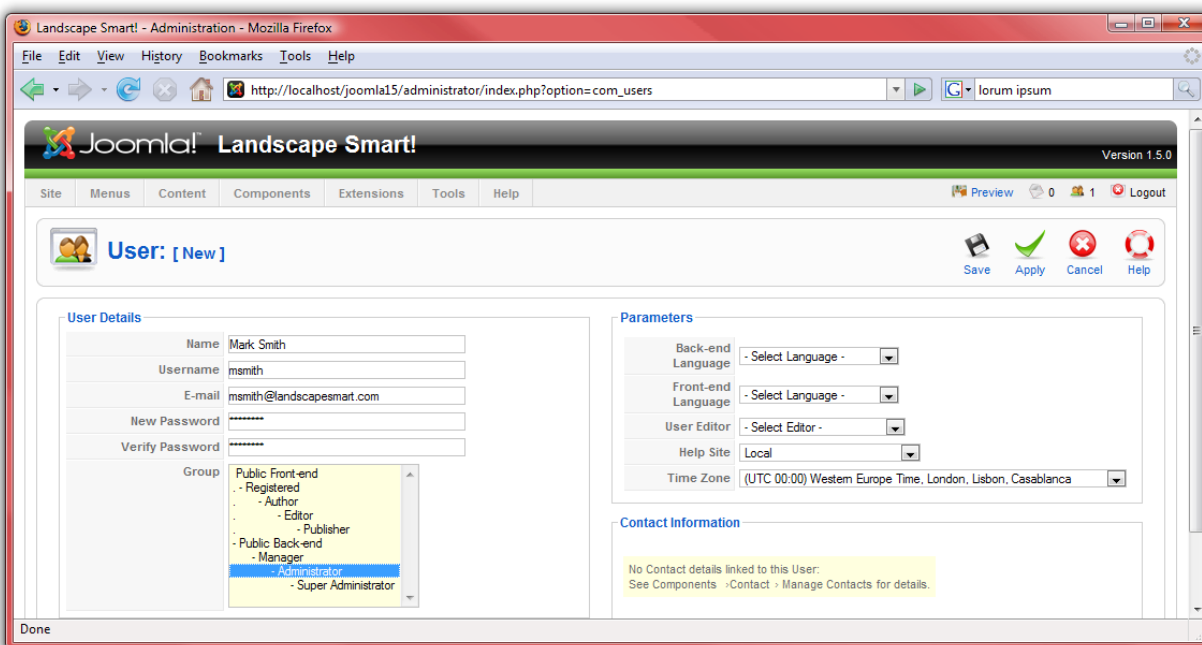 Landscape Smart! - Administration - Mozilla Firefox
File Edit View History Bookmarks Tools Help
http://localhost/joomla15/administrator/index.php?option=com_users
G lorum ipsum
Joomla!™ Landscape Smart!
Version 1.5.0
Site Menus Content Components Extensions Tools Help
Preview 0 1 Logout
User: [ New ]
Save Apply Cancel Help
User Details
Name Mark Smith
Username msmith
E-mail msmith@landscapesmart.com
New Password ********
Verify Password ********
Group Public Front-end
. - Registered
. - Author
. - Editor
. - Publisher
- Public Back-end
- Manager
- Administrator
- Super Administrator
Parameters
Back-end
Language - Select Language -
Front-end
Language - Select Language -
User Editor - Select Editor -
Help Site Local
Time Zone (UTC 00:00) Western Europe Time, London, Lisbon, Casablanca
Contact Information
No Contact details linked to this User:
See Components ›Contact › Manage Contacts for details.
Done